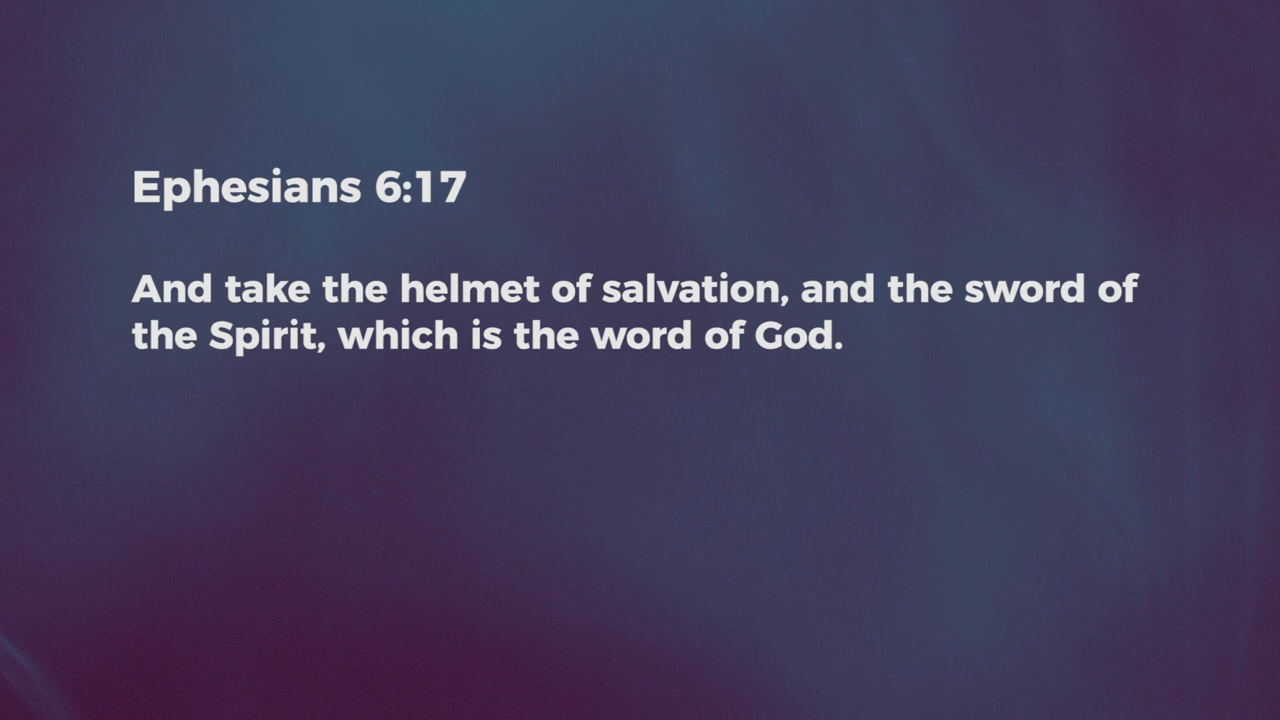 Ephesians 6:17
And take the helmet of salvation, and the sword of
the Spirit, which is the word of God.